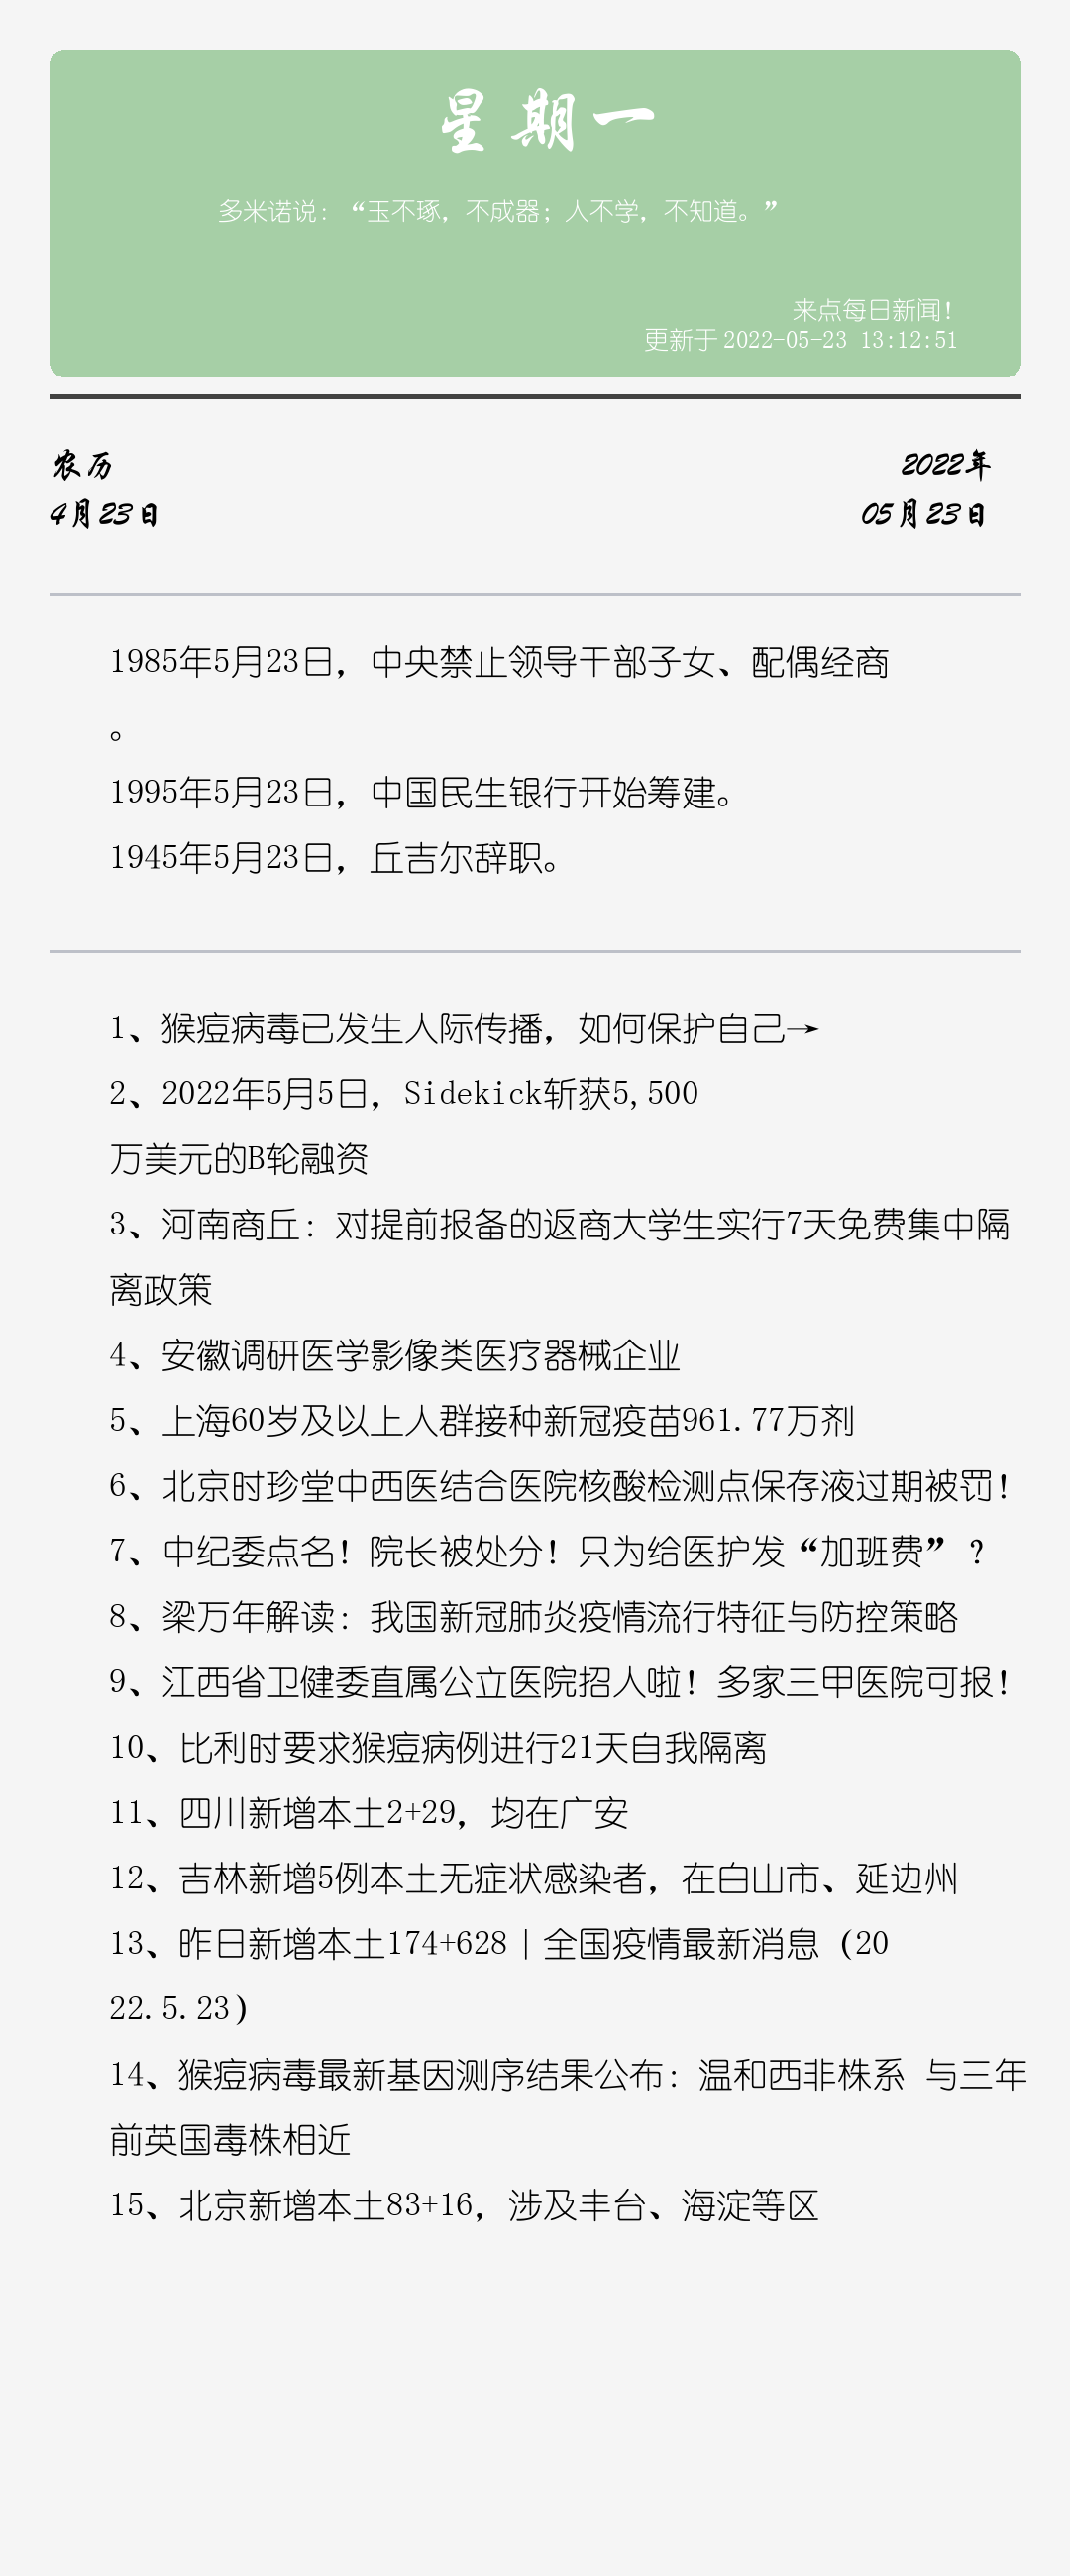 星期一
多米诺说：“玉不琢，不成器；人不学，不知道。”
来点每日新闻！
更新于 2022-05-23 13:12:51
农历
2022年
4月23日
05月23日
1985年5月23日，中央禁止领导干部子女、配偶经商
。
1995年5月23日，中国民生银行开始筹建。
1945年5月23日，丘吉尔辞职。
1、猴痘病毒已发生人际传播，如何保护自己→
2、2022年5月5日，Sidekick斩获5,500
万美元的B轮融资
3、河南商丘：对提前报备的返商大学生实行7天免费集中隔
离政策
4、安徽调研医学影像类医疗器械企业
5、上海60岁及以上人群接种新冠疫苗961.77万剂
6、北京时珍堂中西医结合医院核酸检测点保存液过期被罚！
7、中纪委点名！院长被处分！只为给医护发“加班费”？
8、梁万年解读：我国新冠肺炎疫情流行特征与防控策略
9、江西省卫健委直属公立医院招人啦！多家三甲医院可报！
10、比利时要求猴痘病例进行21天自我隔离
11、四川新增本土2+29，均在广安
12、吉林新增5例本土无症状感染者，在白山市、延边州
13、昨日新增本土174+628｜全国疫情最新消息（20
22.5.23）
14、猴痘病毒最新基因测序结果公布：温和西非株系 与三年
前英国毒株相近
15、北京新增本土83+16，涉及丰台、海淀等区